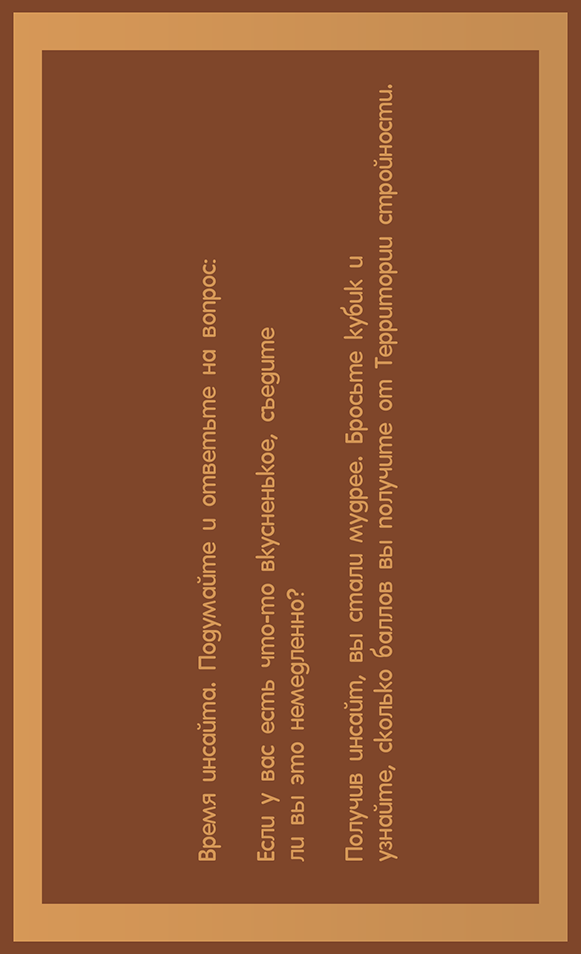 Время инсайта. Подумайте и ответьте на вопрос:
Если у вас есть что-то вкусненькое, съедите
ли вы это немедленно?
Получив инсайт, вы стали мудрее. Бросьте кубик и
узнайте, сколько баллов вы получите от Территории стройности.